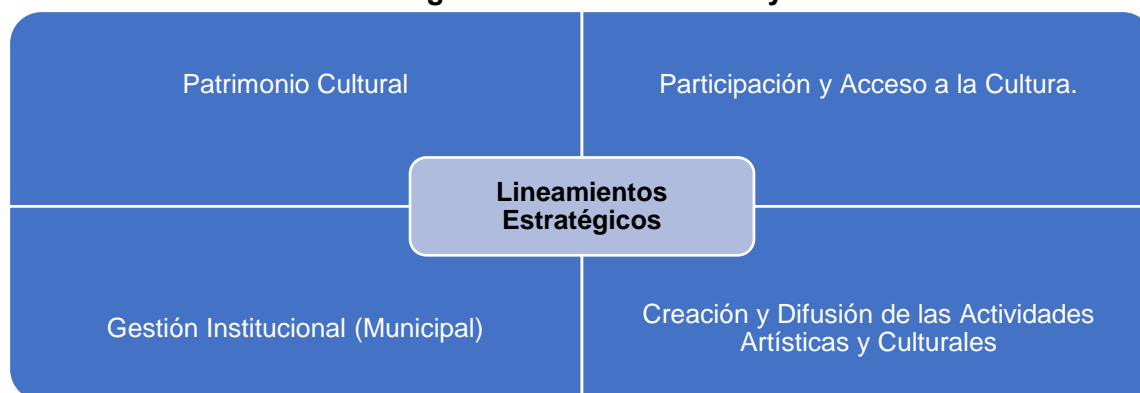 Patrimonio Cultural
Participación y Acceso a la Cultura.
Lineamientos
Estratégicos
Gestión Institucional (Municipal)
Creación y Difusión de las Actividades
Artísticas y Culturales